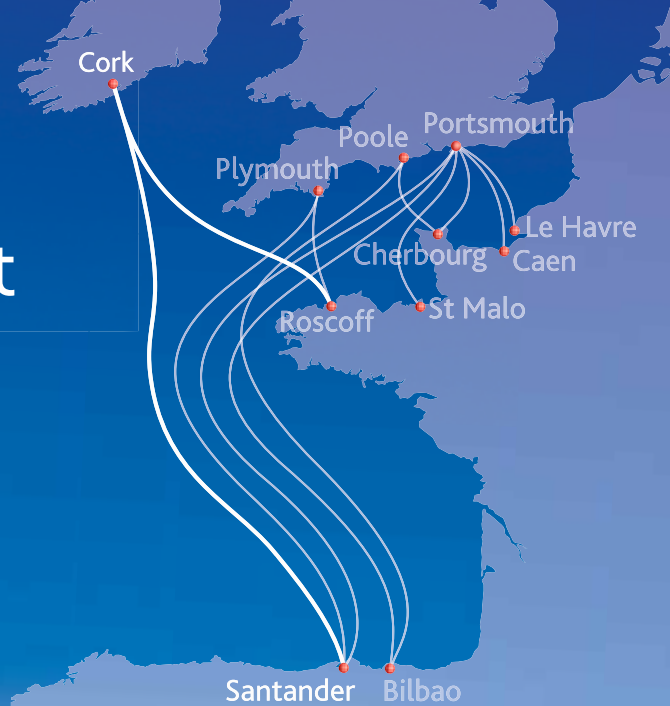 Cork
Portsmouth
Poole
Plymouth
t
Le Havre
Cherbourg
Caen
St Malo
Roscoff
Santander
Bilbao